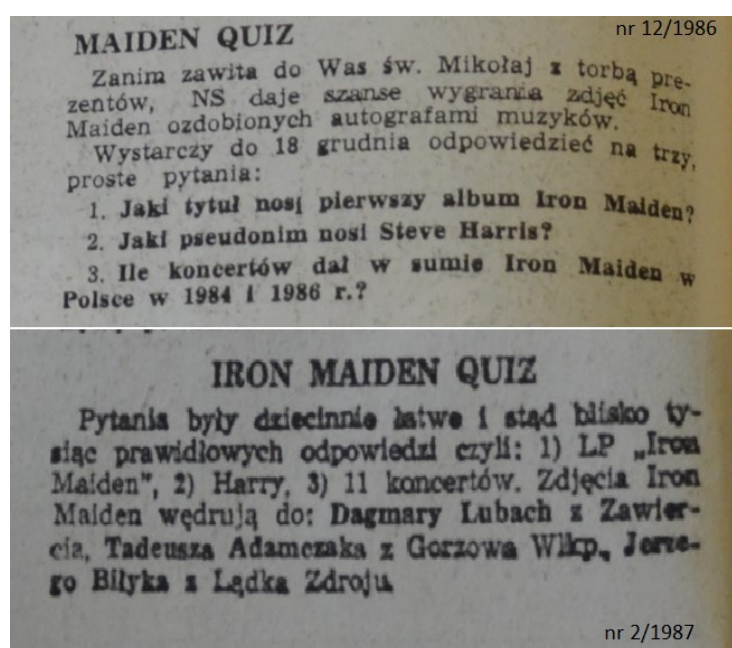 MAIDEN QUIZ
nr 12/1986
Zanim zawita do Was św. Mikołaj z torbą pre-
zentów, NS daje szanse wygrania zdjęć Iron
Maiden ozdobionych autografami muzyków.
Wystarczy do 18 grudnia odpowiedzieć na trzy,
proste pytania:
1. Jaki tytuł nosi pierwszy album Iron Maiden?
2. Jaki pseudonim nosi Steve Harris?
3. Ile koncertów dał w sumie Iron Maiden w
Polsce w 1984 i 1986 r.?
IRON MAIDEN QUIZ
Pytania były dziecinnie łatwe i stąd blisko ty-
siąc prawidłowych odpowiedzi czyli: 1) LP „Iron
Maiden", 2) Harry, 3) 11 koncertów. Zdjęcia Iron
Maiden wędrują do: Dagmary Lubach z Zawier-
cia, Tadeusza Adamczaka z Gorzowa Wlkp., Jerze-
go Biłyka z Lądka Zdroju.
nr 2/1987